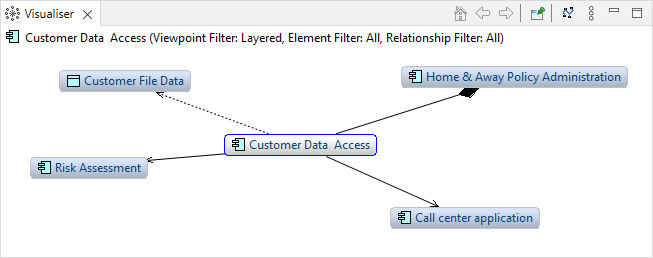 Visualiser
Customer Data  Access (Viewpoint Filter: Layered, Element Filter: All, Relationship Filter: All)
Customer File Data
Home & Away Policy Administration
Customer Data  Access
Risk Assessment
Call center application